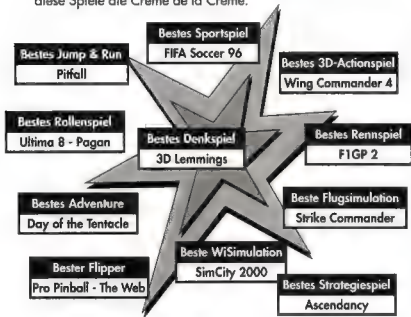 diese Spiele die Creme de la Creme.
Bestes Sportspiel
FIFA Soccer 96
Bestes Jump & Run
Pitfall
Bestes 3D-Actionspiel
Wing Commander 4
Bestes Rollenspiel
Ultima 8 - Pagan
Bestes Denkspiel
3D Lemmings
Bestes Rennspiel
F1GP 2
Bestes Adventure
Day of the Tentacle
Beste Flugsimulation
Strike Commander
Beste WiSimulation
SimCity 2000
Bester Flipper
Pro Pinball - The Web
Bestes Strategiespiel
Ascendancy